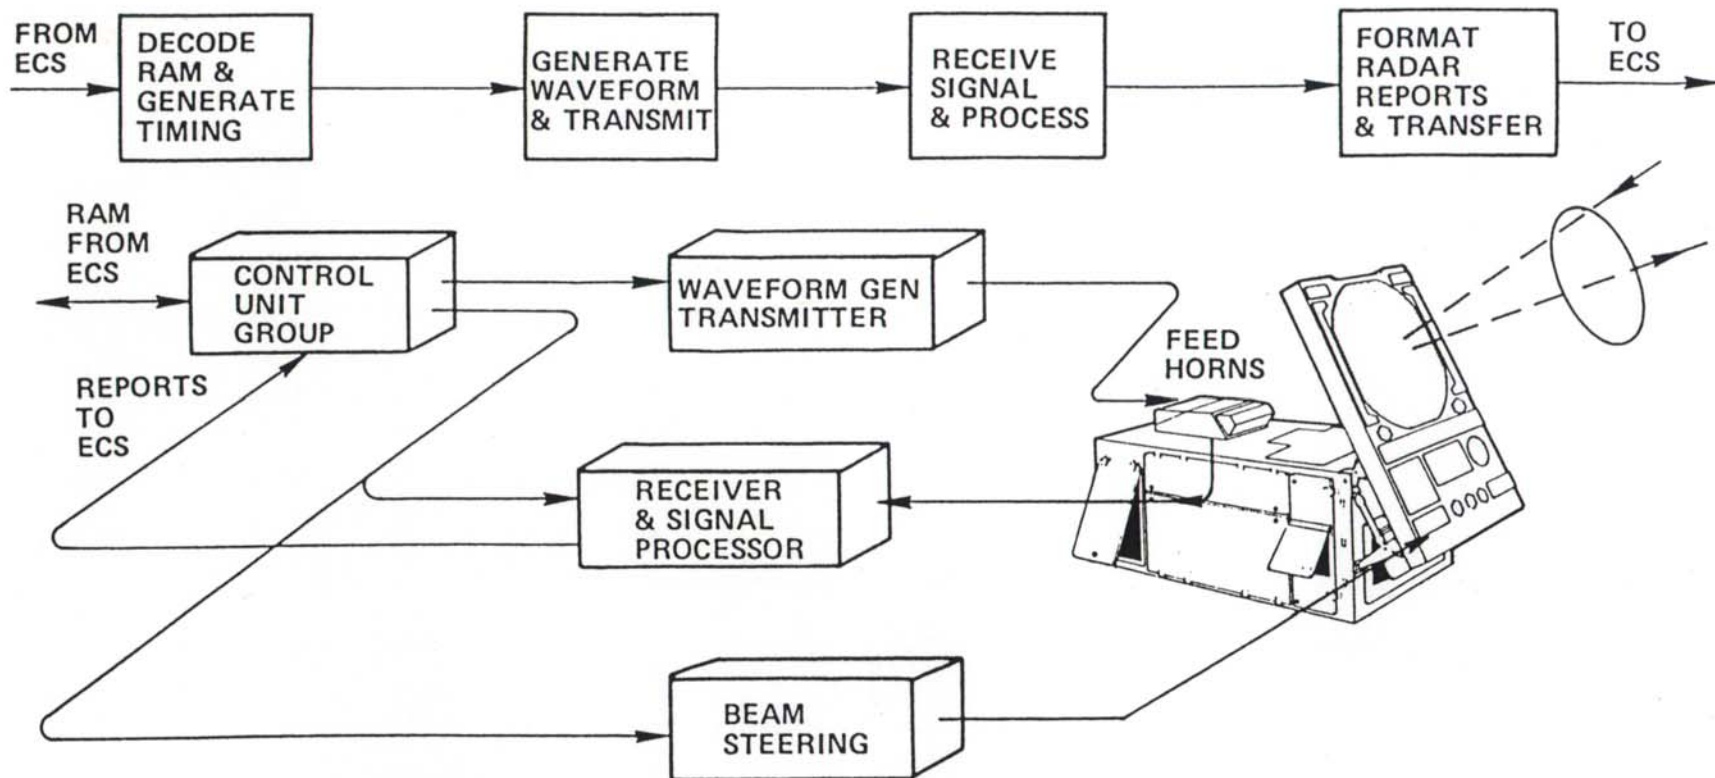 FROM
ECS
DECODE
RAM &
GENERATE
TIMING
GENERATE
WAVEFORM
& TRANSMIT
RECEIVE
SIGNAL
& PROCESS
FORMAT
RADAR
REPORTS
& TRANSFER
TO
ECS
RAM
FROM
ECS
CONTROL
UNIT
GROUP
WAVEFORM GEN
TRANSMITTER
FEED
HORNS
REPORTS
TO
ECS
RECEIVER
& SIGNAL
PROCESSOR
BEAM
STEERING